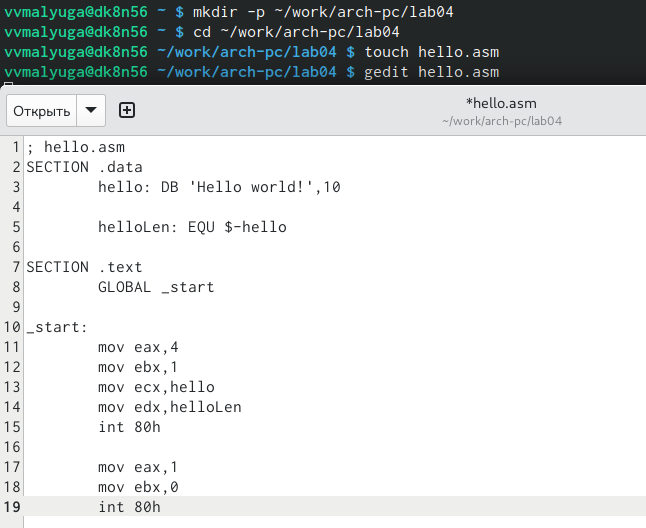 vvmalyuga@dk8n56 ~ $ mkdir -p ~/work/arch-pc/lab04
vvmalyuga@dk8n56 ~ $ cd ~/work/arch-pc/lab04
vvmalyuga@dk8n56 ~/work/arch-pc/lab04 $ touch hello.asm
vvmalyuga@dk8n56 ~/work/arch-pc/lab04 $ gedit hello.asm
Открыть
*hello.asm
~/work/arch-pc/lab04
1 ; hello.asm
2 SECTION .data
3         hello: DB 'Hello world!',10
4
5         helloLen: EQU $-hello
6
7 SECTION .text
8         GLOBAL _start
9
10 _start:
11         mov eax,4
12         mov ebx,1
13         mov ecx,hello
14         mov edx,helloLen
15         int 80h
16
17         mov eax,1
18         mov ebx,0
19         int 80h